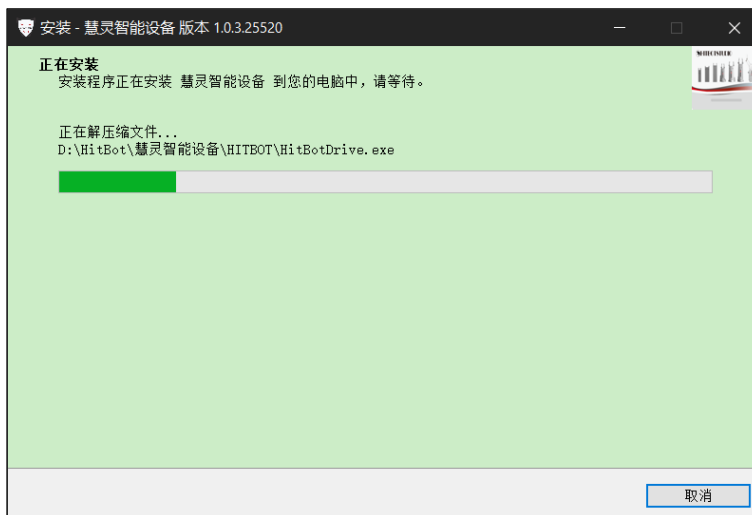 安装 - 慧灵智能设备 版本 1.0.3.25520
正在安装
安装程序正在安装 慧灵智能设备 到您的电脑中，请等待。
正在解压缩文件...
D:\HitBot\慧灵智能设备\HITBOT\HitBotDrive.exe
取消